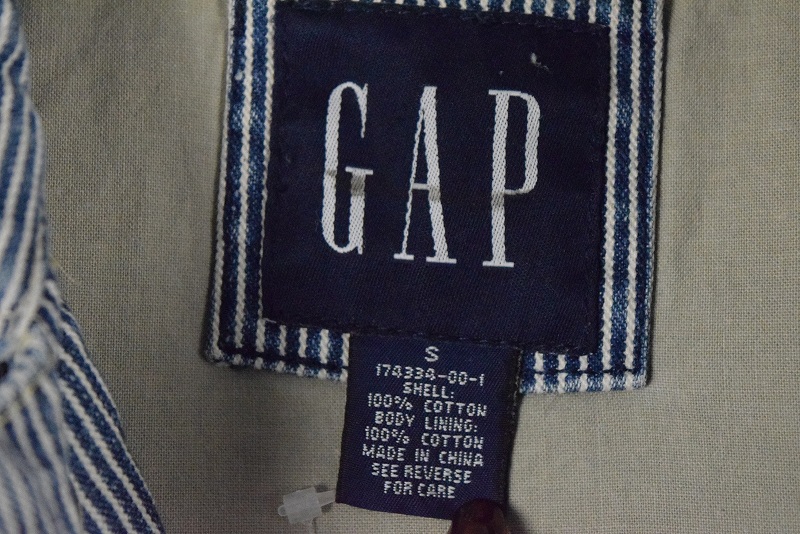 GAP
S
174334-00-1
SHELL:
100% COTTON
BODY LINING:
100% COTTON
MADE IN CHINA
SEE REVERSE
FOR CARE